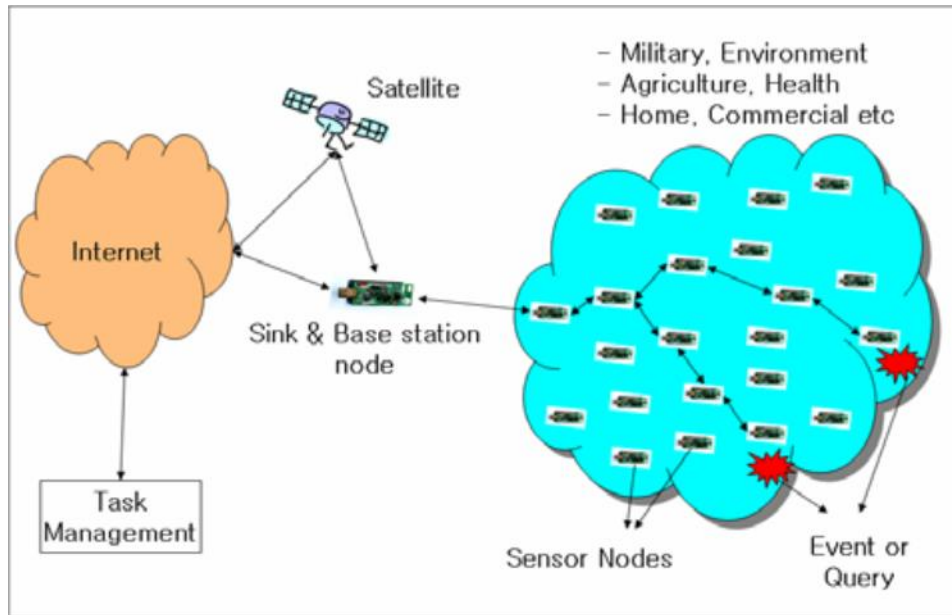 - Military, Environment
- Agriculture, Health
- Home, Commercial etc
Satellite
Internet
Sink & Base station
node
Task
Management
Sensor Nodes
Event or
Query